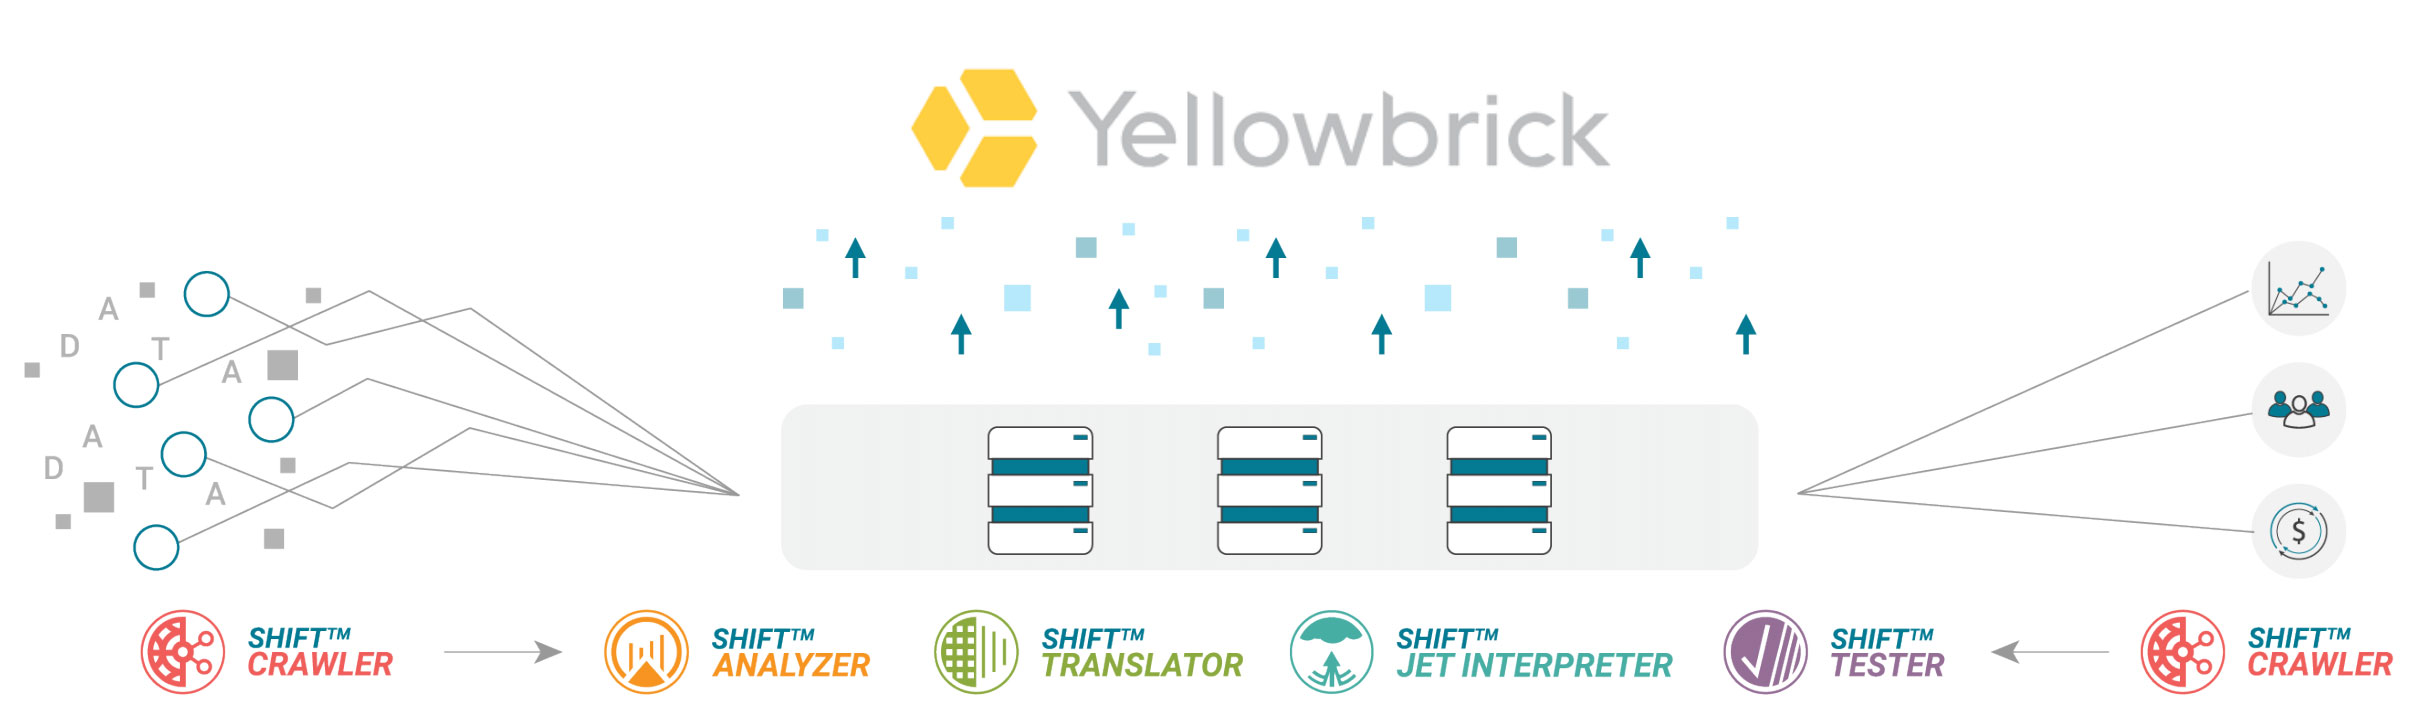 Yellowbrick
D A T A
D A T A
$
SHIFT™
CRAWLER
SHIFT™
ANALYZER
SHIFT™
TRANSLATOR
SHIFT™
JET INTERPRETER
SHIFT™
TESTER
SHIFT™
CRAWLER